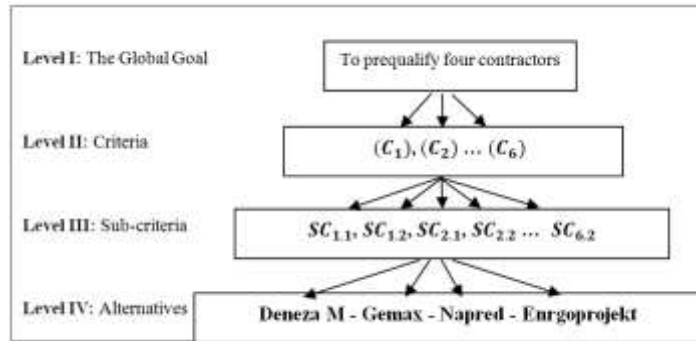 Level I: The Global Goal
To prequalify four contractors
Level II: Criteria
(C₁), (C₂) ... (C₆)
Level III: Sub-criteria
SC₁.₁, SC₁.₂, SC₂.₁, SC₂.₂ ... SC₆.₂
Level IV: Alternatives
Deneza M - Gemax - Napred - Enrgoprojekt